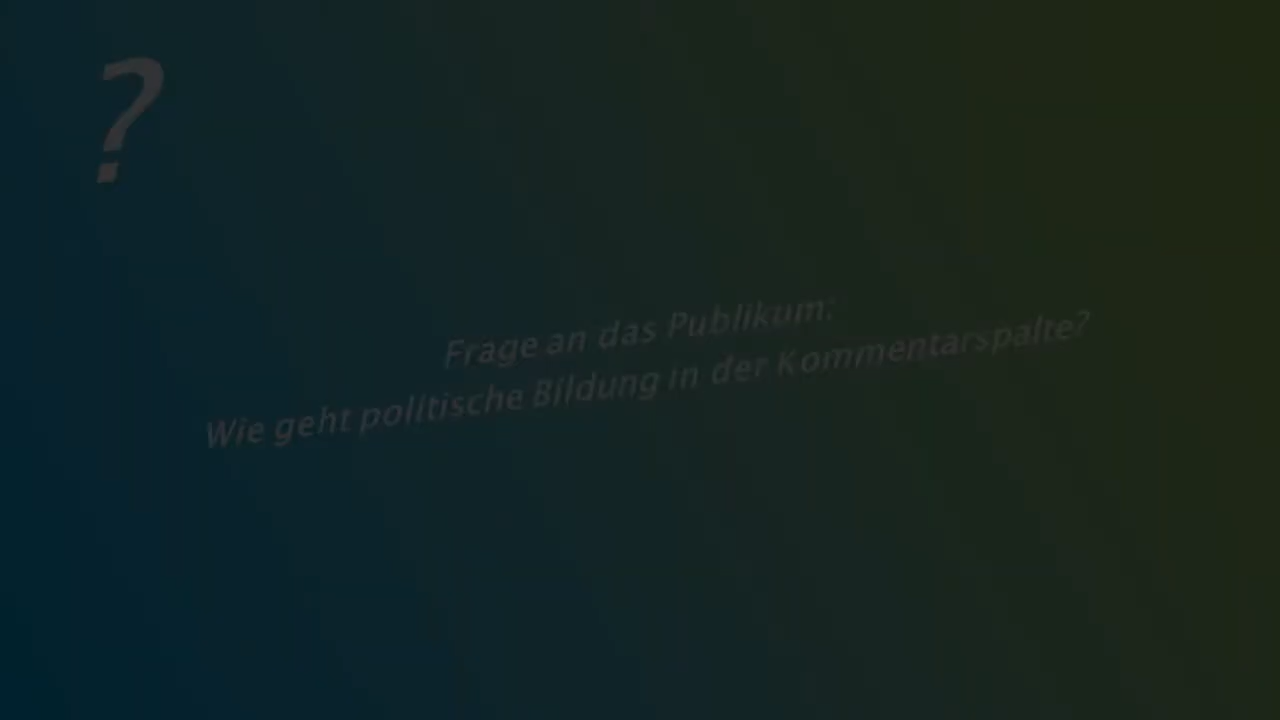 ?
Frage an das Publikum:
Wie geht politische Bildung in der Kommentarspalte?